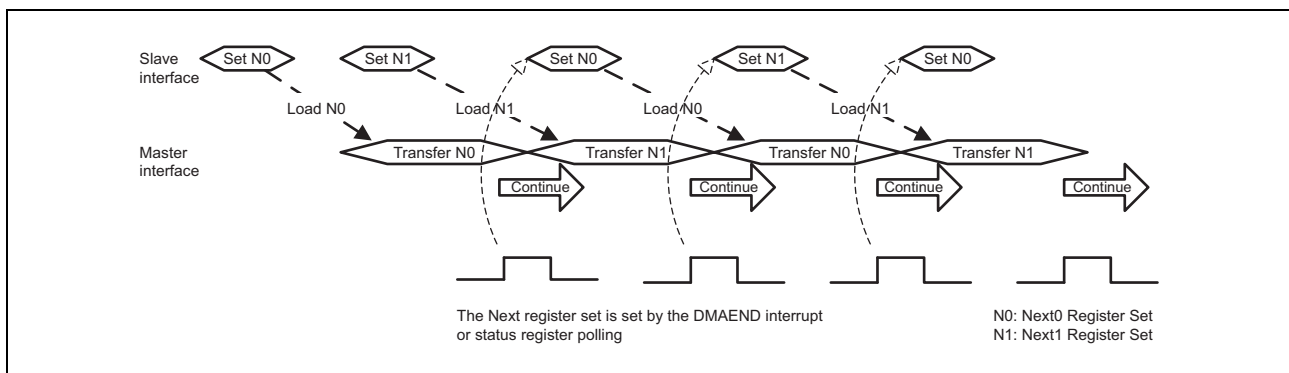 Slave
interface
Set N0
Set N1
Set N0
Set N1
Set N0
Load N0
Load N1
Load N0
Load N1
Master
interface
Transfer N0
Transfer N1
Transfer N0
Transfer N1
Continue
Continue
Continue
Continue
The Next register set is set by the DMAEND interrupt
or status register polling
N0: Next0 Register Set
N1: Next1 Register Set